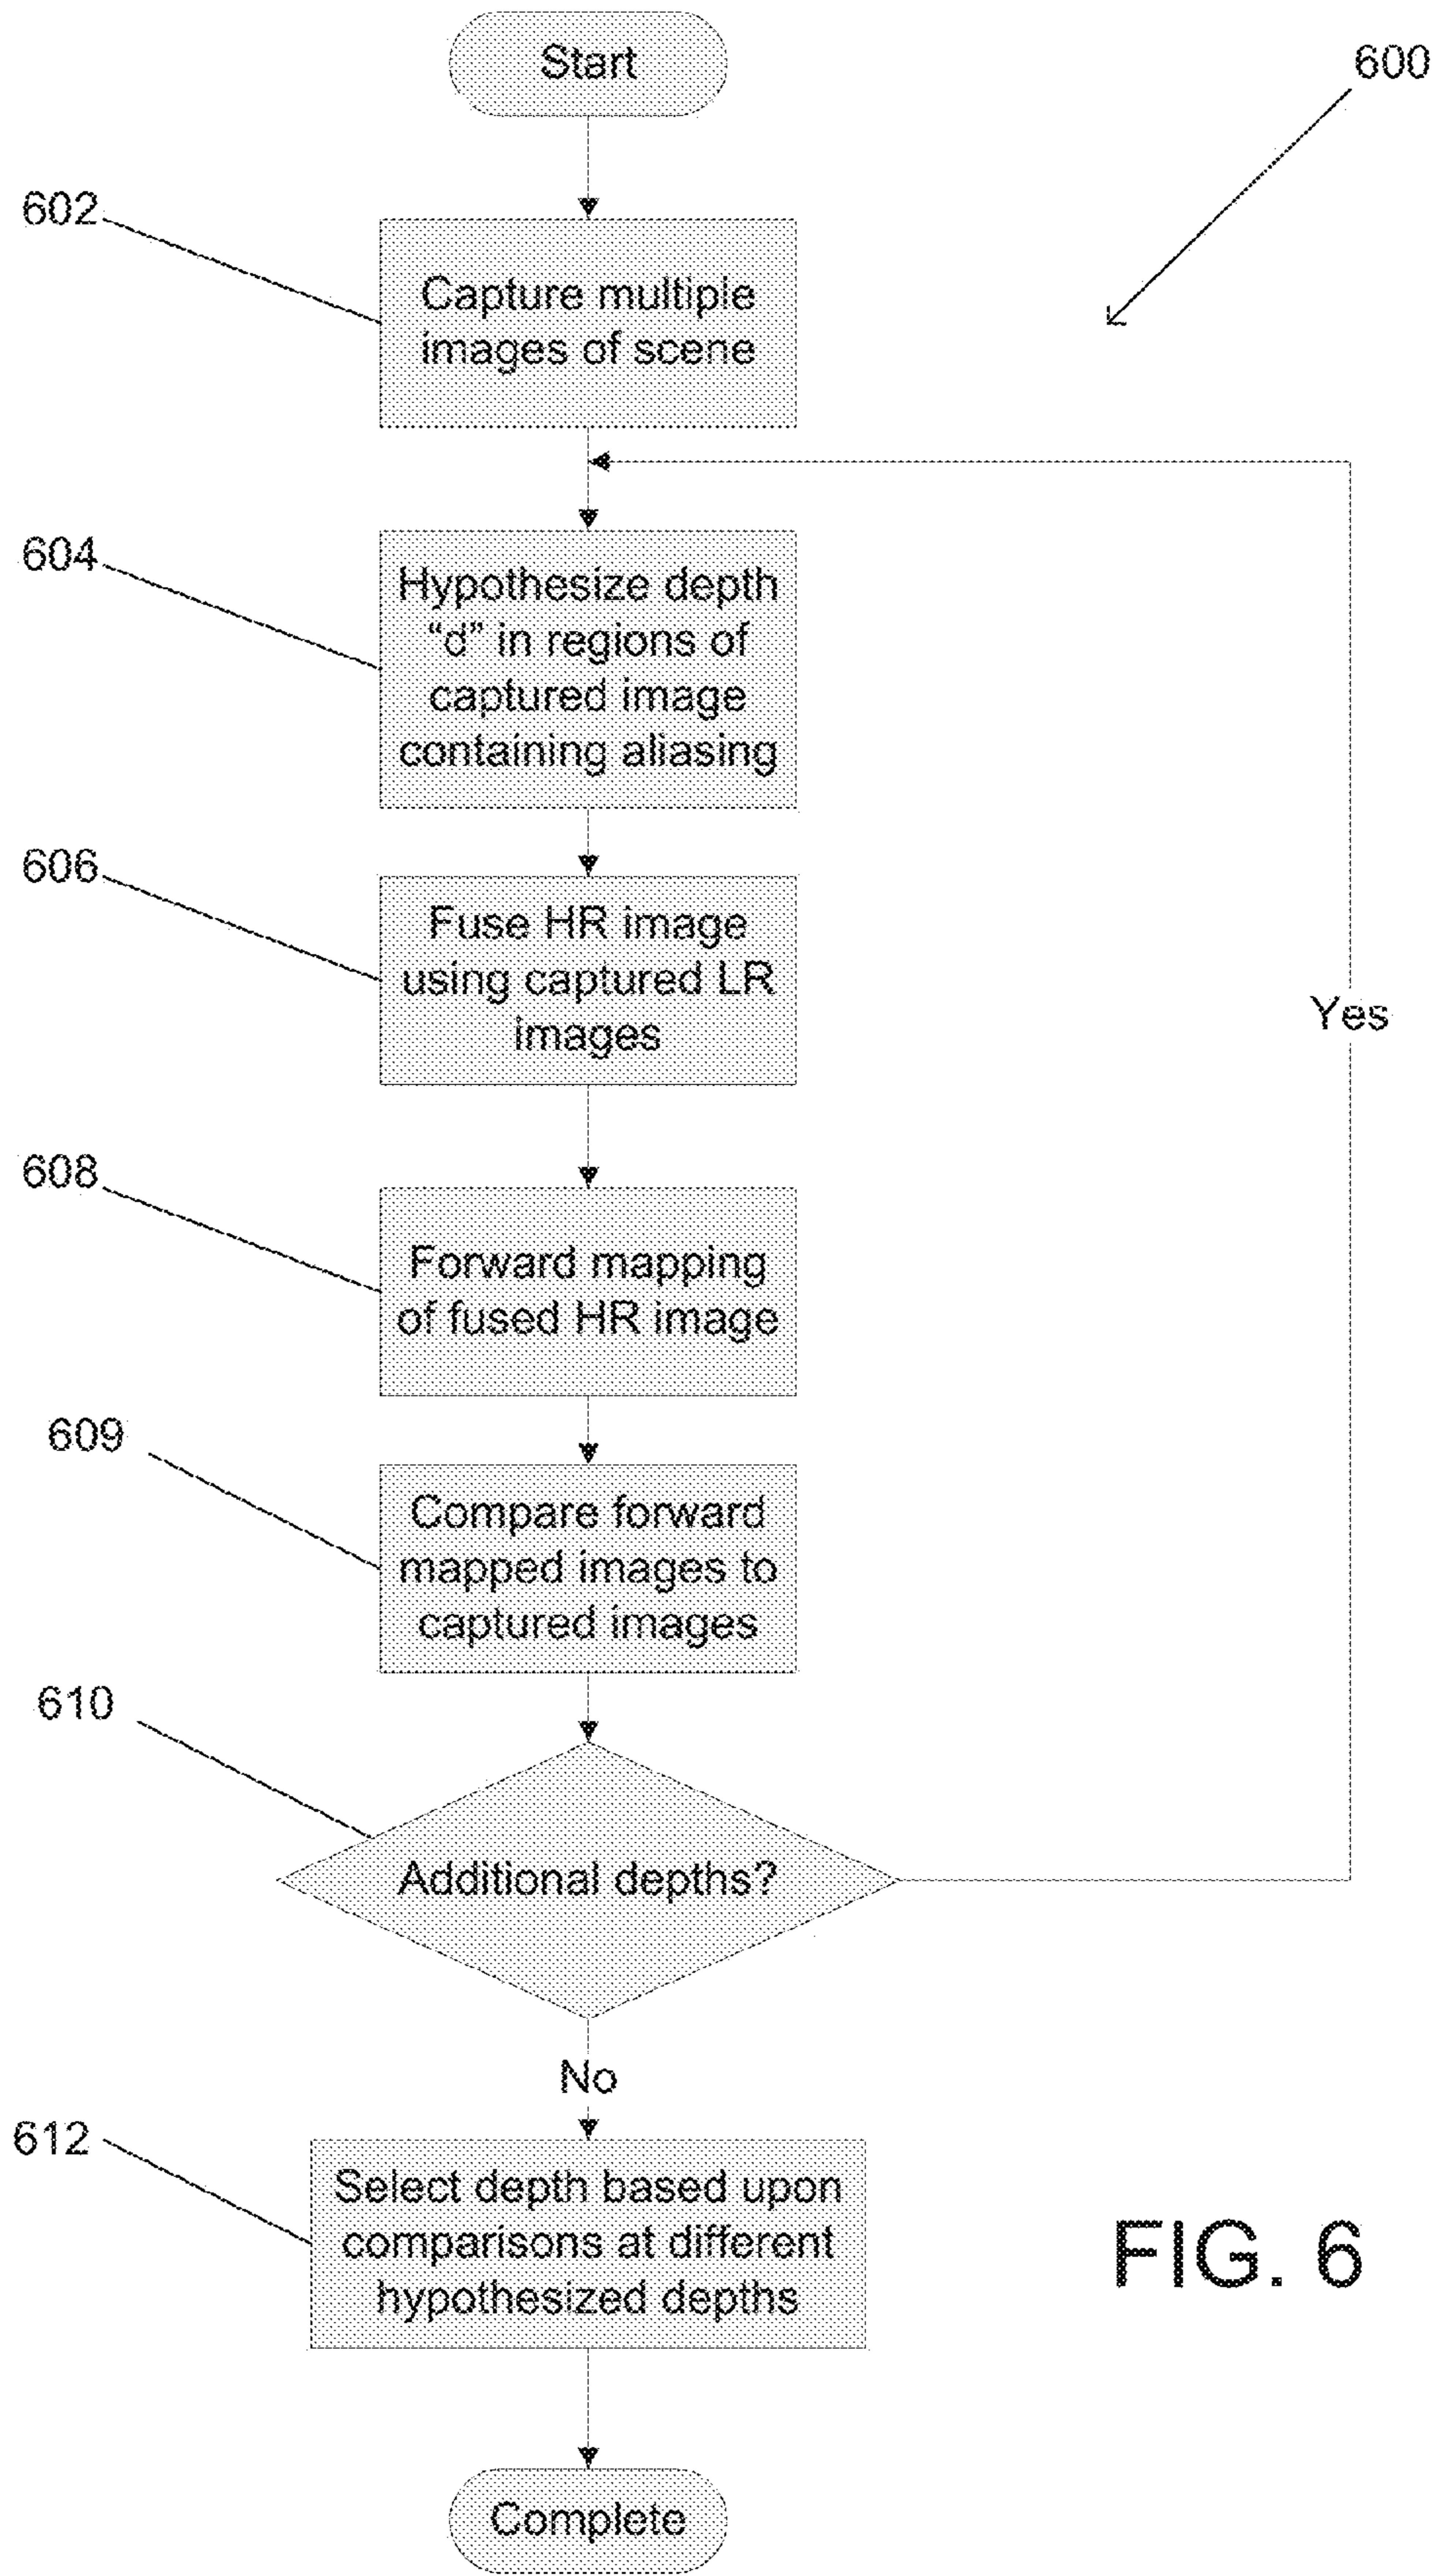 Start
600
602
Capture multiple
images of scene
604
Hypothesize depth
“d” in regions of
captured image
containing aliasing
606
Fuse HR image
using captured LR
images
Yes
608
Forward mapping
of fused HR image
609
Compare forward
mapped images to
captured images
610
Additional depths?
No
612
Select depth based upon
comparisons at different
hypothesized depths
FIG. 6
Complete